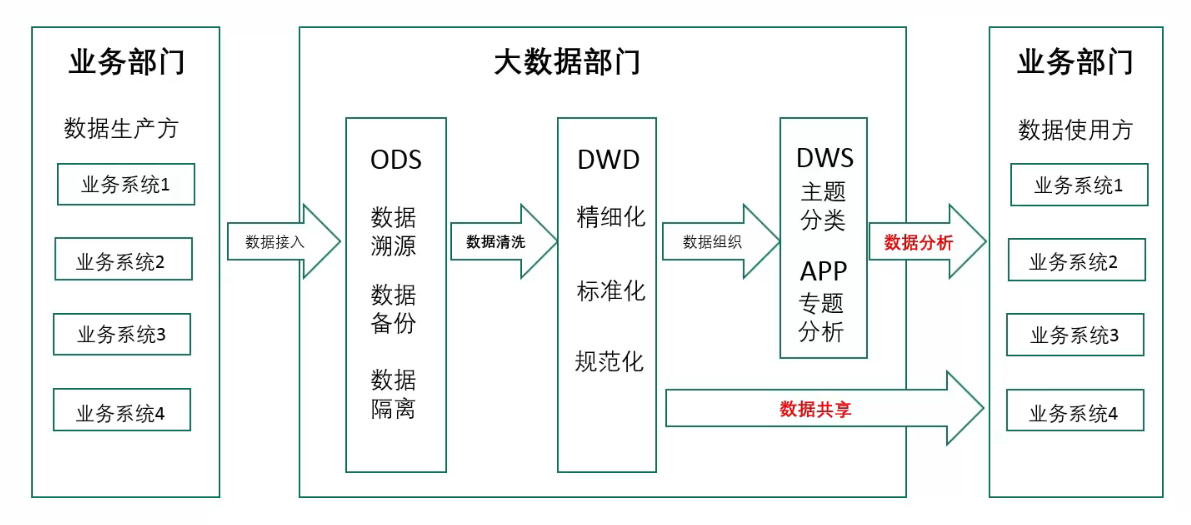 业务部门
数据生产方
业务系统1
业务系统2
业务系统3
业务系统4
数据接入
大数据部门
ODS
数据
溯源
数据
备份
数据
隔离
数据清洗
DWD
精细化
标准化
规范化
数据组织
DWS
主题
分类
APP
专题
分析
数据分析
数据共享
业务部门
数据使用方
业务系统1
业务系统2
业务系统3
业务系统4